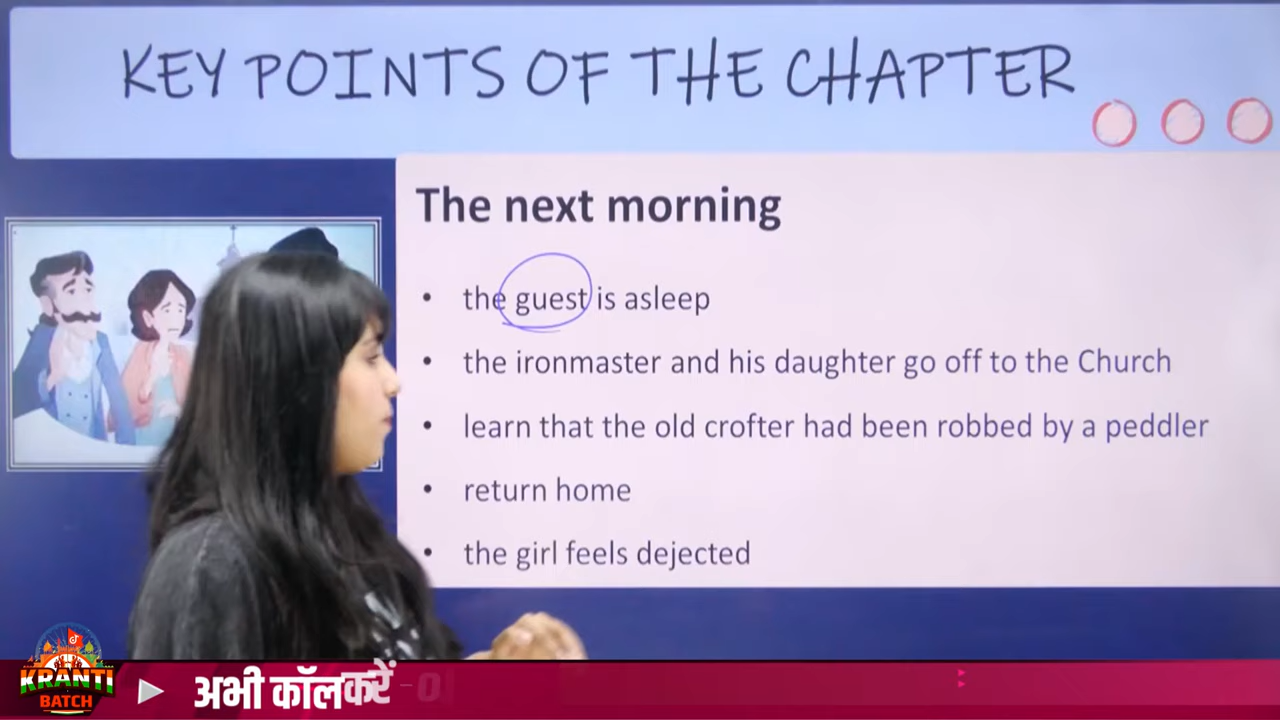 KEY POINTS OF THE CHAPTER
The next morning
• the guest is asleep
• the ironmaster and his daughter go off to the Church
• learn that the old crofter had been robbed by a peddler
• return home
• the girl feels dejected
KRANTI
BATCH
अभी कॉल करें -